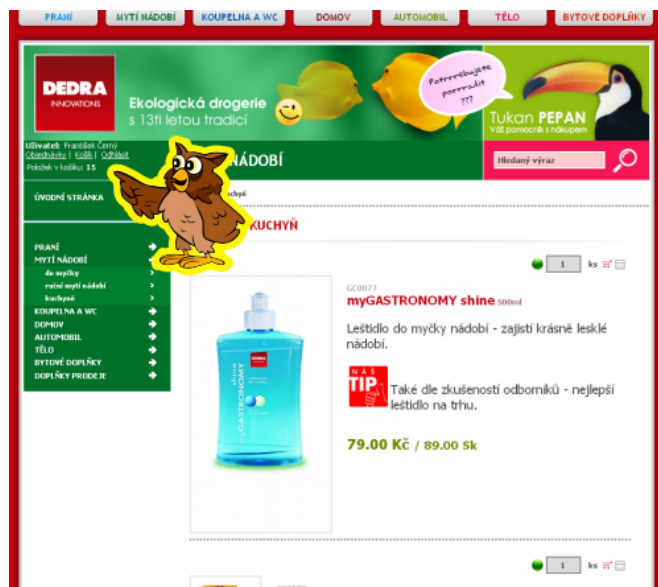 PRANÍ
MYTÍ NÁDOBÍ
KOUPELNA A WC
DOMOV
AUTOMOBIL
TĚLO
BYTOVÉ DOPLŇKY
DEDRA
INNOVATIONS
Ekologická drogerie
s 13ti letou tradicí
Potrrrěbujete
porrradit
???
Tukan PEPAN
Váš pomocník s nákupem
Uživatel: František Černý
Objednávky | Košík | Odhlásit
Položek v košíku: 15
NÁDOBÍ
Hledaný výraz
ÚVODNÍ STRÁNKA
kuchyň
KUCHYŇ
PRANÍ
MYTÍ NÁDOBÍ
do myčky
ruční mytí nádobí
kuchyně
KOUPELNA A WC
DOMOV
AUTOMOBIL
TĚLO
BYTOVÉ DOPLŇKY
DOPLŇKY PRODEJE
1 ks
GC0077
myGASTRONOMY shine 500ml
Leštidlo do myčky nádobí - zajistí krásně lesklé
nádobí.
NÁŠ
TIP
Také dle zkušeností odborníků - nejlepší
leštidlo na trhu.
79.00 Kč / 89.00 Sk
DEDRA
shine
myGASTRONOMY
1 ks